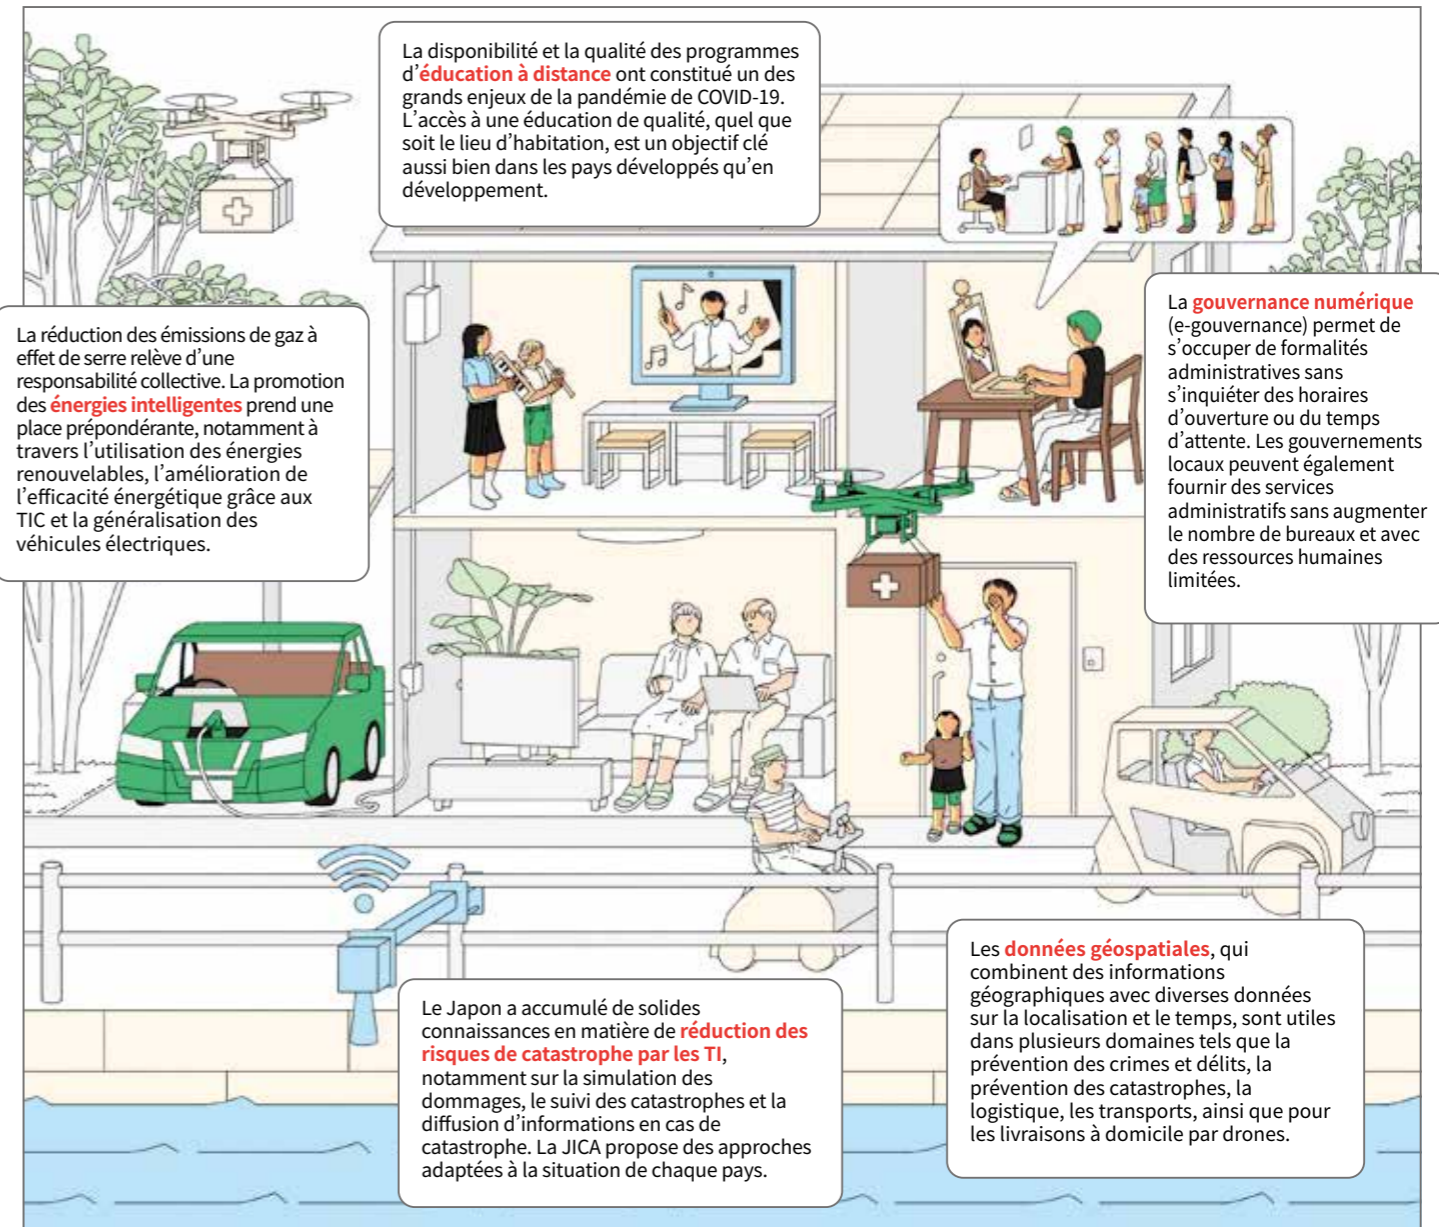 La disponibilité et la qualité des programmes
d’éducation à distance ont constitué un des
grands enjeux de la pandémie de COVID-19.
L’accès à une éducation de qualité, quel que
soit le lieu d’habitation, est un objectif clé
aussi bien dans les pays développés qu’en
développement.
La réduction des émissions de gaz à
effet de serre relève d’une
responsabilité collective. La promotion
des énergies intelligentes prend une
place prépondérante, notamment à
travers l’utilisation des énergies
renouvelables, l’amélioration de
l’efficacité énergétique grâce aux
TIC et la généralisation des
véhicules électriques.
La gouvernance numérique
(e-gouvernance) permet de
s’occuper de formalités
administratives sans
s’inquiéter des horaires
d’ouverture ou du temps
d’attente. Les gouvernements
locaux peuvent également
fournir des services
administratifs sans augmenter
le nombre de bureaux et avec
des ressources humaines
limitées.
Le Japon a accumulé de solides
connaissances en matière de réduction des
risques de catastrophe par les TI,
notamment sur la simulation des
dommages, le suivi des catastrophes et la
diffusion d’informations en cas de
catastrophe. La JICA propose des approches
adaptées à la situation de chaque pays.
Les données géospatiales, qui
combinent des informations
géographiques avec diverses données
sur la localisation et le temps, sont utiles
dans plusieurs domaines tels que la
prévention des crimes et délits, la
prévention des catastrophes, la
logistique, les transports, ainsi que pour
les livraisons à domicile par drones.